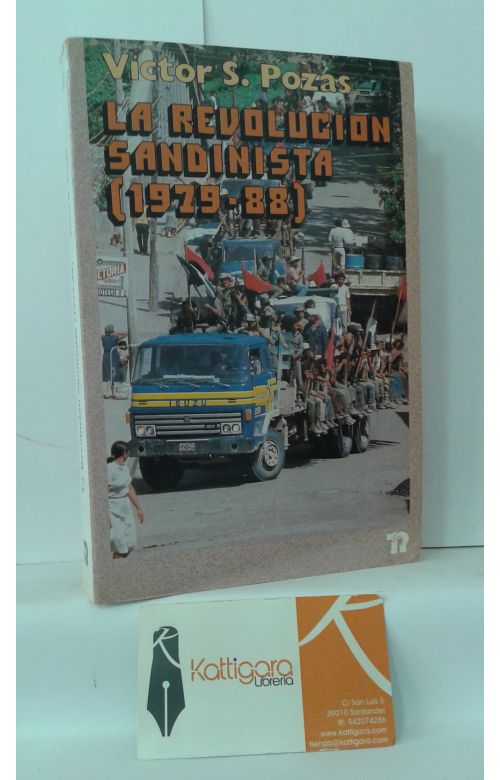 Victor S. Pozas
LA REVOLUCION
SANDINISTA
(1979-88)
ISUZU
Kattigara
Librería
C/ San Luis 5
39010 Santander
tlf: 942074286
www.kattigara.com
tienda@kattigara.com